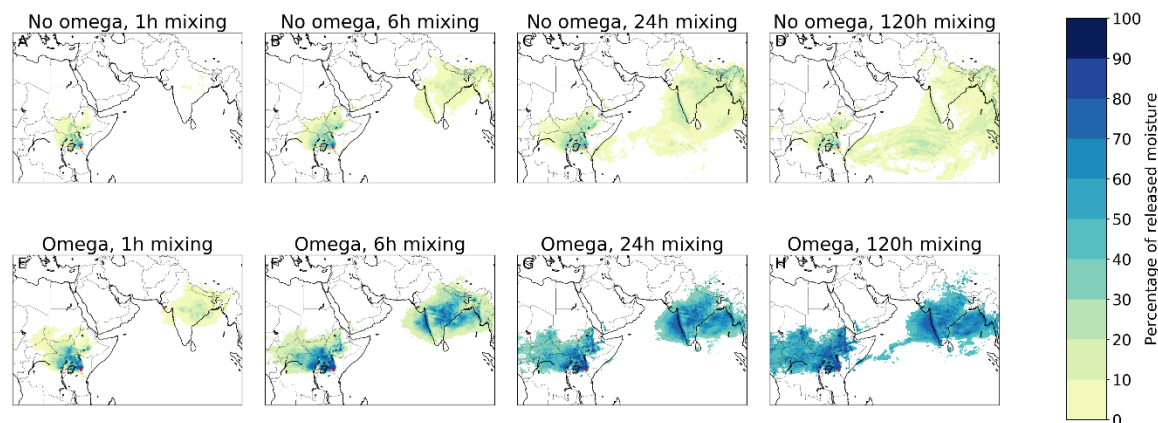 No omega, 1h mixing
No omega, 6h mixing
No omega, 24h mixing
No omega, 120h mixing
A
B
C
D
Omega, 1h mixing
Omega, 6h mixing
Omega, 24h mixing
Omega, 120h mixing
E
F
G
H
100
90
80
70
60
50
40
30
20
10
0
Percentage of released moisture